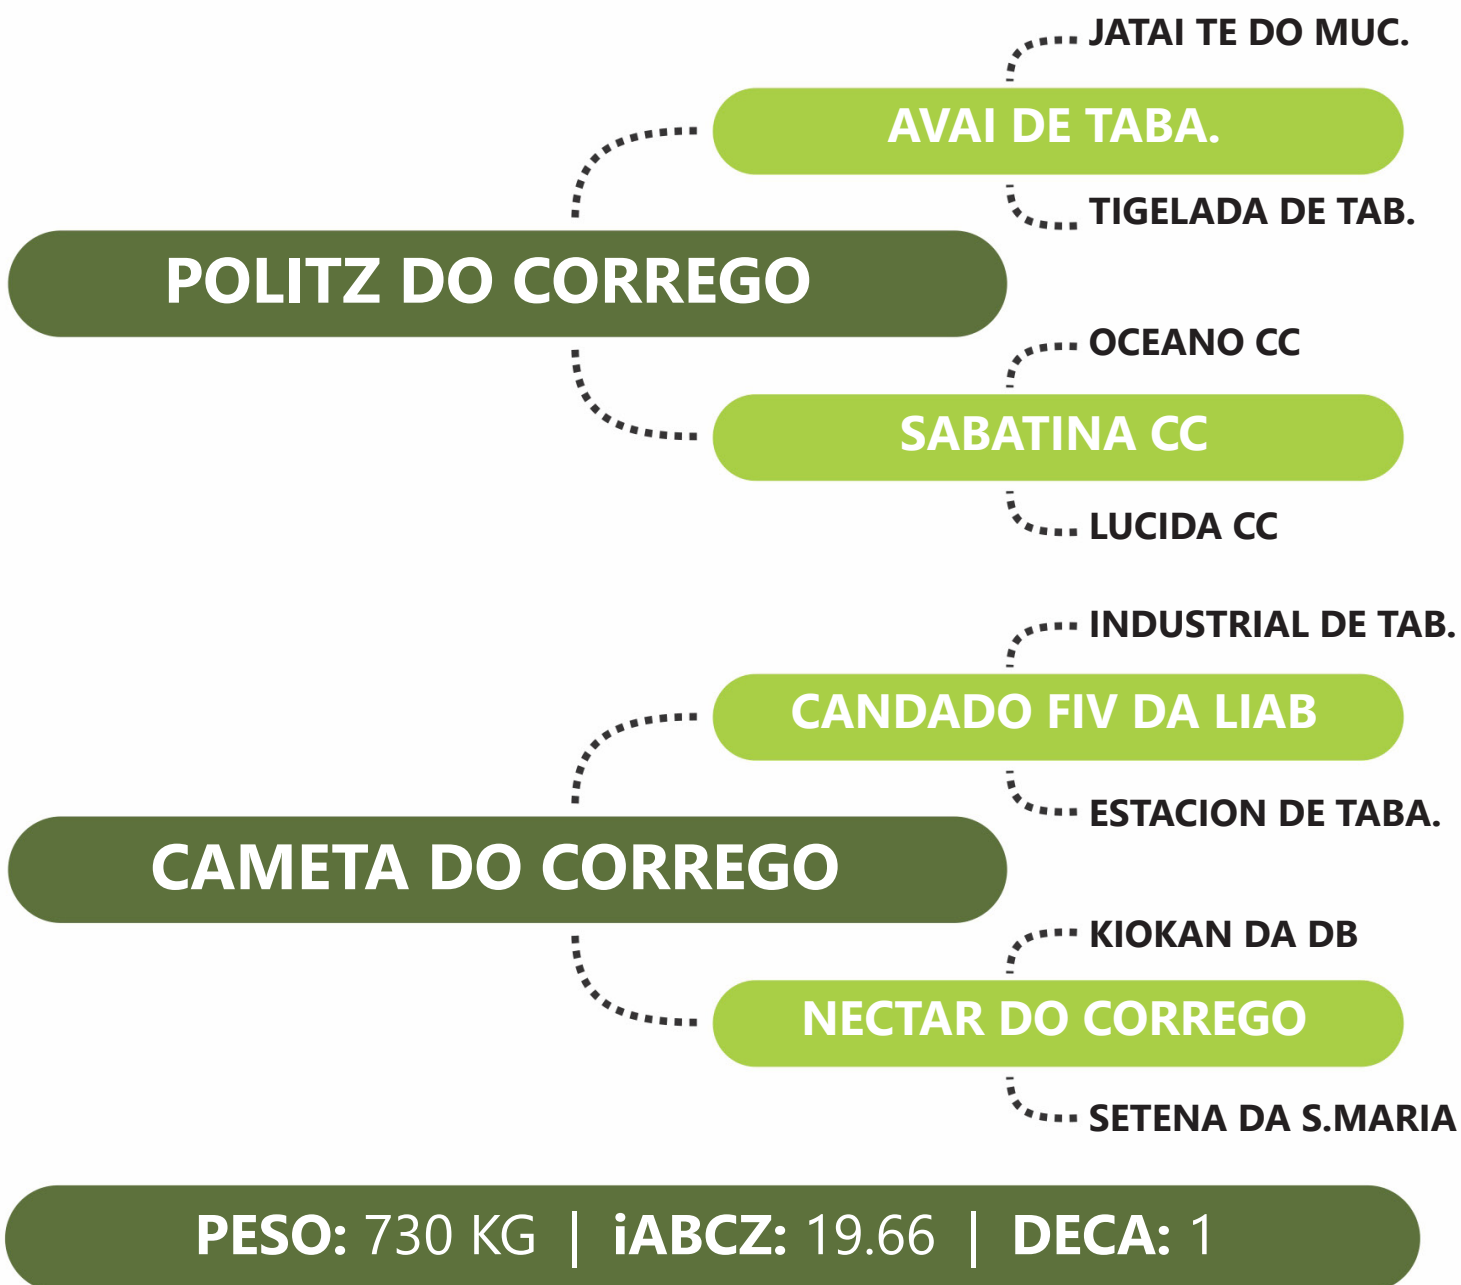 JATAI TE DO MUC.
AVAI DE TABA.
TIGELADA DE TAB.
POLITZ DO CORREGO
OCEANO CC
SABATINA CC
LUCIDA CC
INDUSTRIAL DE TAB.
CANDADO FIV DA LIAB
ESTACION DE TABA.
CAMETA DO CORREGO
KIOKAN DA DB
NECTAR DO CORREGO
SETENA DA S.MARIA
PESO: 730 KG | iABCZ: 19.66 | DECA: 1